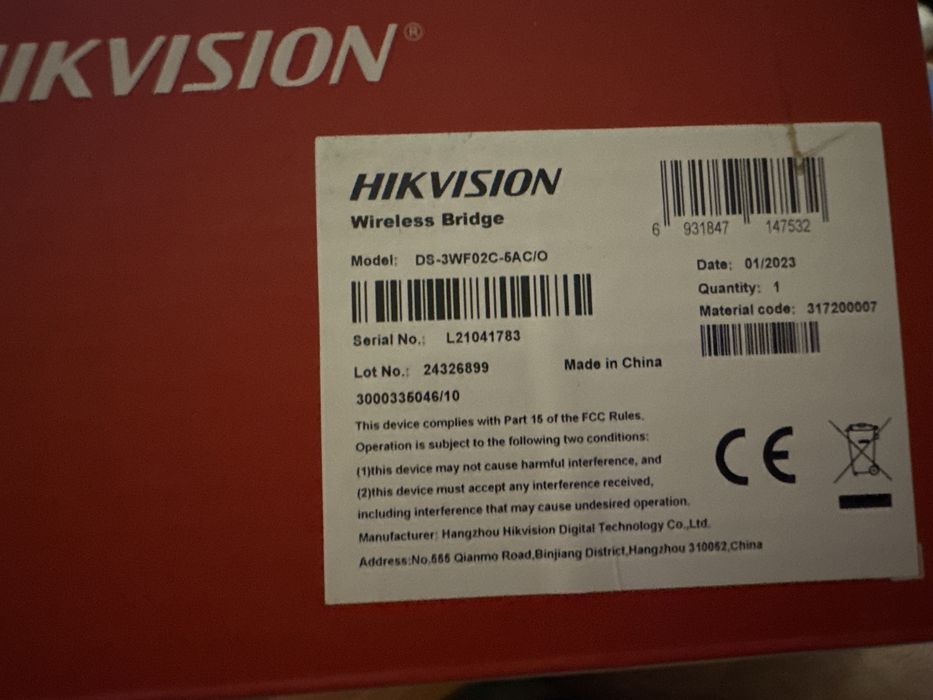 HIKVISION®
HIKVISION
Wireless Bridge
6 931847 147532
Model: DS-3WF02C-5AC/O
Date: 01/2023
Quantity: 1
Material code: 317200007
Serial No.: L21041783
Lot No.: 24326899
Made in China
3000335046/10
This device complies with Part 15 of the FCC Rules.
Operation is subject to the following two conditions:
(1)this device may not cause harmful interference, and
(2)this device must accept any interference received,
including interference that may cause undesired operation.
CE
Manufacturer: Hangzhou Hikvision Digital Technology Co.,Ltd.
Address:No.555 Qianmo Road,Binjiang District,Hangzhou 310052,China